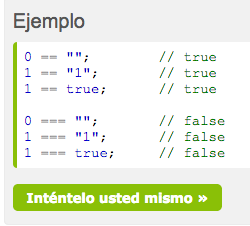 Ejemplo
0 == "";         // true
1 == "1";        // true
1 == true;       // true

0 === "";        // false
1 === "1";       // false
1 === true;      // false
Inténtelo usted mismo »